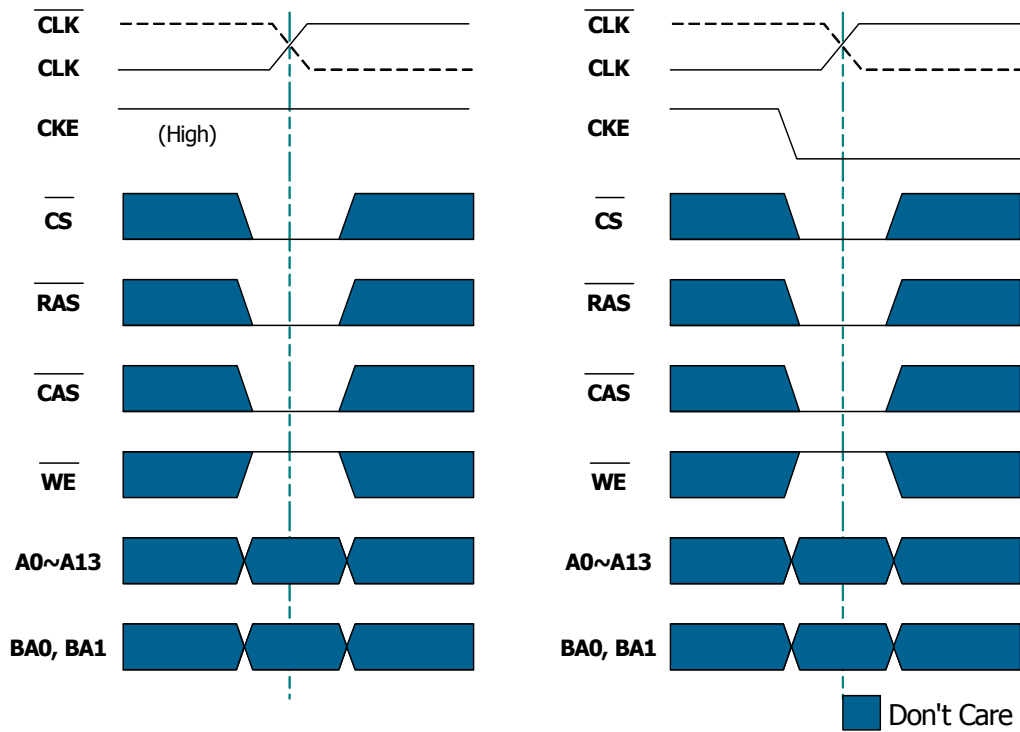 CLK
CLK
CKE
(High)
CS
RAS
CAS
WE
A0~A13
BA0, BA1
CLK
CLK
CKE
CS
RAS
CAS
WE
A0~A13
BA0, BA1
Don't Care